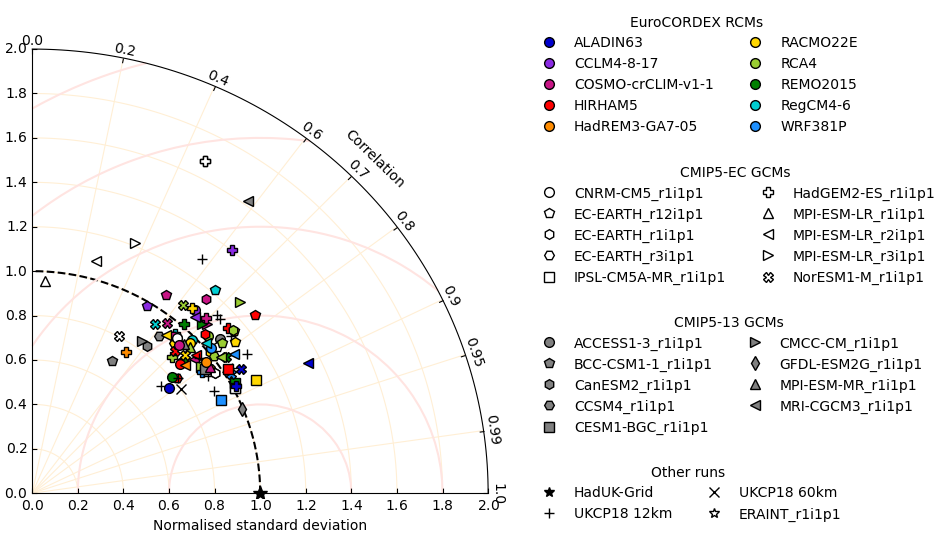 0.0
0.2
0.4
0.6
0.7
0.8
0.9
0.95
0.99
1.0
Correlation
2.0
1.8
1.6
1.4
1.2
1.0
0.8
0.6
0.4
0.2
0.0
0.0 0.2 0.4 0.6 0.8 1.0 1.2 1.4 1.6 1.8 2.0
Normalised standard deviation
EuroCORDEX RCMs
ALADIN63 RACMO22E
CCLM4-8-17 RCA4
COSMO-crCLIM-v1-1 REMO2015
HIRHAM5 RegCM4-6
HadREM3-GA7-05 WRF381P
CMIP5-EC GCMs
CNRM-CM5_r1i1p1 HadGEM2-ES_r1i1p1
EC-EARTH_r12i1p1 MPI-ESM-LR_r1i1p1
EC-EARTH_r1i1p1 MPI-ESM-LR_r2i1p1
EC-EARTH_r3i1p1 MPI-ESM-LR_r3i1p1
IPSL-CM5A-MR_r1i1p1 NorESM1-M_r1i1p1
CMIP5-13 GCMs
ACCESS1-3_r1i1p1 CMCC-CM_r1i1p1
BCC-CSM1-1_r1i1p1 GFDL-ESM2G_r1i1p1
CanESM2_r1i1p1 MPI-ESM-MR_r1i1p1
CCSM4_r1i1p1 MRI-CGCM3_r1i1p1
CESM1-BGC_r1i1p1
Other runs
HadUK-Grid UKCP18 60km
UKCP18 12km ERAINT_r1i1p1